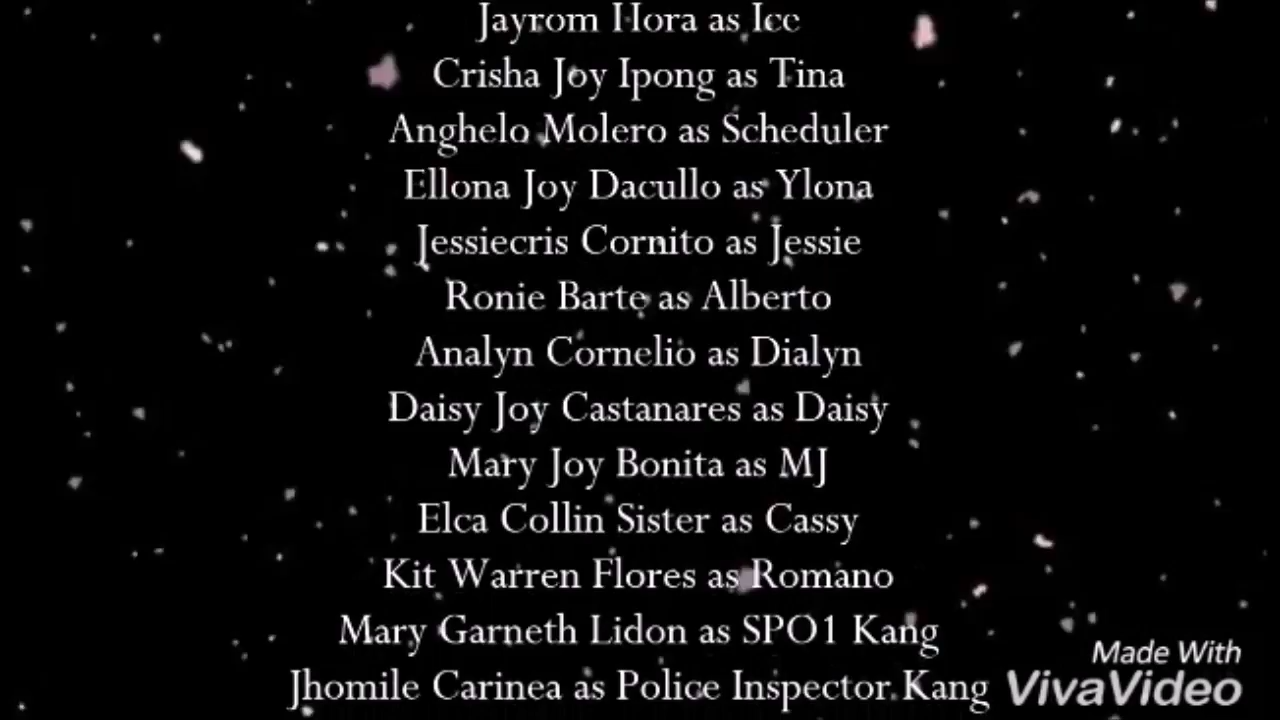 Jayrom Hora as Ice
Crisha Joy Ipong as Tina
Anghelo Molero as Scheduler
Ellona Joy Dacullo as Ylona
Jessiecris Cornito as Jessie
Ronie Barte as Alberto
Analyn Cornelio as Dialyn
Daisy Joy Castanares as Daisy
Mary Joy Bonita as MJ
Elca Collin Sister as Cassy
Kit Warren Flores as Romano
Mary Garneth Lidon as SPO1 Kang
Jhomile Carinea as Police Inspector Kang
Made With
VivaVideo